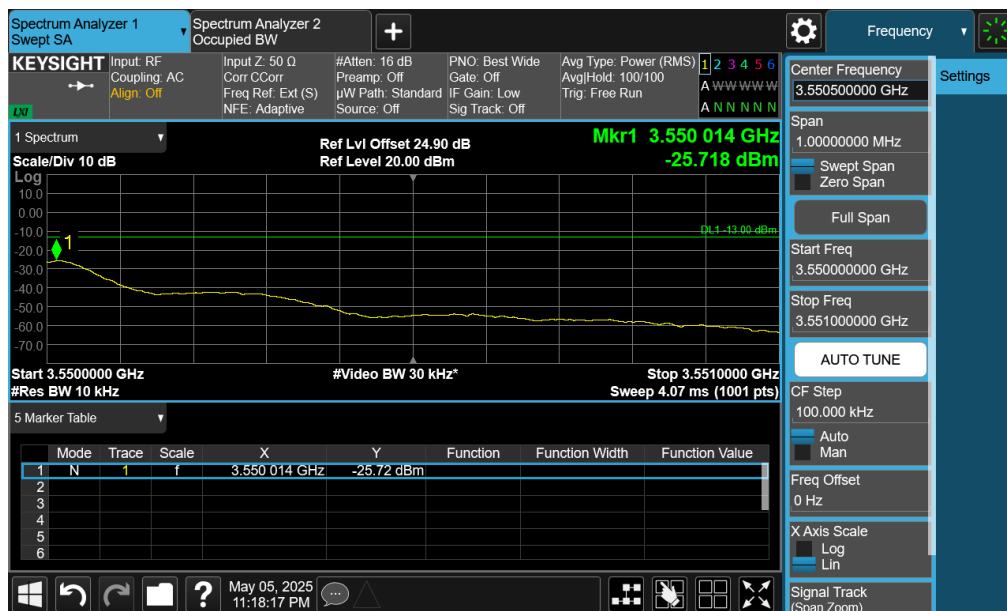 Spectrum Analyzer 1
Swept SA
Spectrum Analyzer 2
Occupied BW
+
Frequency
KEYSIGHT
LXI
Input: RF
Coupling: AC
Align: Off
Input Z: 50 Ω
Corr CCorr
Freq Ref: Ext (S)
NFE: Adaptive
#Atten: 16 dB
Preamp: Off
µW Path: Standard
Source: Off
PNO: Best Wide
Gate: Off
IF Gain: Low
Sig Track: Off
Avg Type: Power (RMS)
Avg|Hold: 100/100
Trig: Free Run
1 2 3 4 5 6
A W W W W W
A N N N N N
1 Spectrum
Scale/Div 10 dB
Ref Lvl Offset 24.90 dB
Ref Level 20.00 dBm
Mkr1 3.550 014 GHz
-25.718 dBm
Log
10.0
0.00
-10.0
-20.0
-30.0
-40.0
-50.0
-60.0
-70.0
1
DL1 -13.00 dBm
Start 3.5500000 GHz
#Res BW 10 kHz
#Video BW 30 kHz*
Stop 3.5510000 GHz
Sweep 4.07 ms (1001 pts)
5 Marker Table
Mode Trace Scale X Y Function Function Width Function Value
1 N 1 f 3.550 014 GHz -25.72 dBm
2
3
4
5
6
Center Frequency
3.550500000 GHz
Settings
Span
1.00000000 MHz
Swept Span
Zero Span
Full Span
Start Freq
3.550000000 GHz
Stop Freq
3.551000000 GHz
AUTO TUNE
CF Step
100.000 kHz
Auto
Man
Freq Offset
0 Hz
X Axis Scale
Log
Lin
Signal Track
(Span Zoom)
?
May 05, 2025
11:18:17 PM